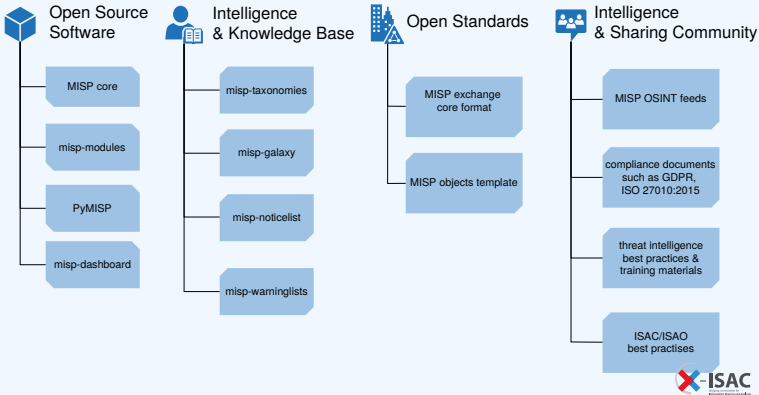 Open Source
Software
MISP core
misp-modules
PyMISP
misp-dashboard
Intelligence
& Knowledge Base
misp-taxonomies
misp-galaxy
misp-noticelist
misp-warninglists
Open Standards
MISP exchange
core format
MISP objects template
Intelligence
& Sharing Community
MISP OSINT feeds
compliance documents
such as GDPR,
ISO 27010:2015
threat intelligence
best practices &
training materials
ISAC/ISAO
best practises
X-ISAC